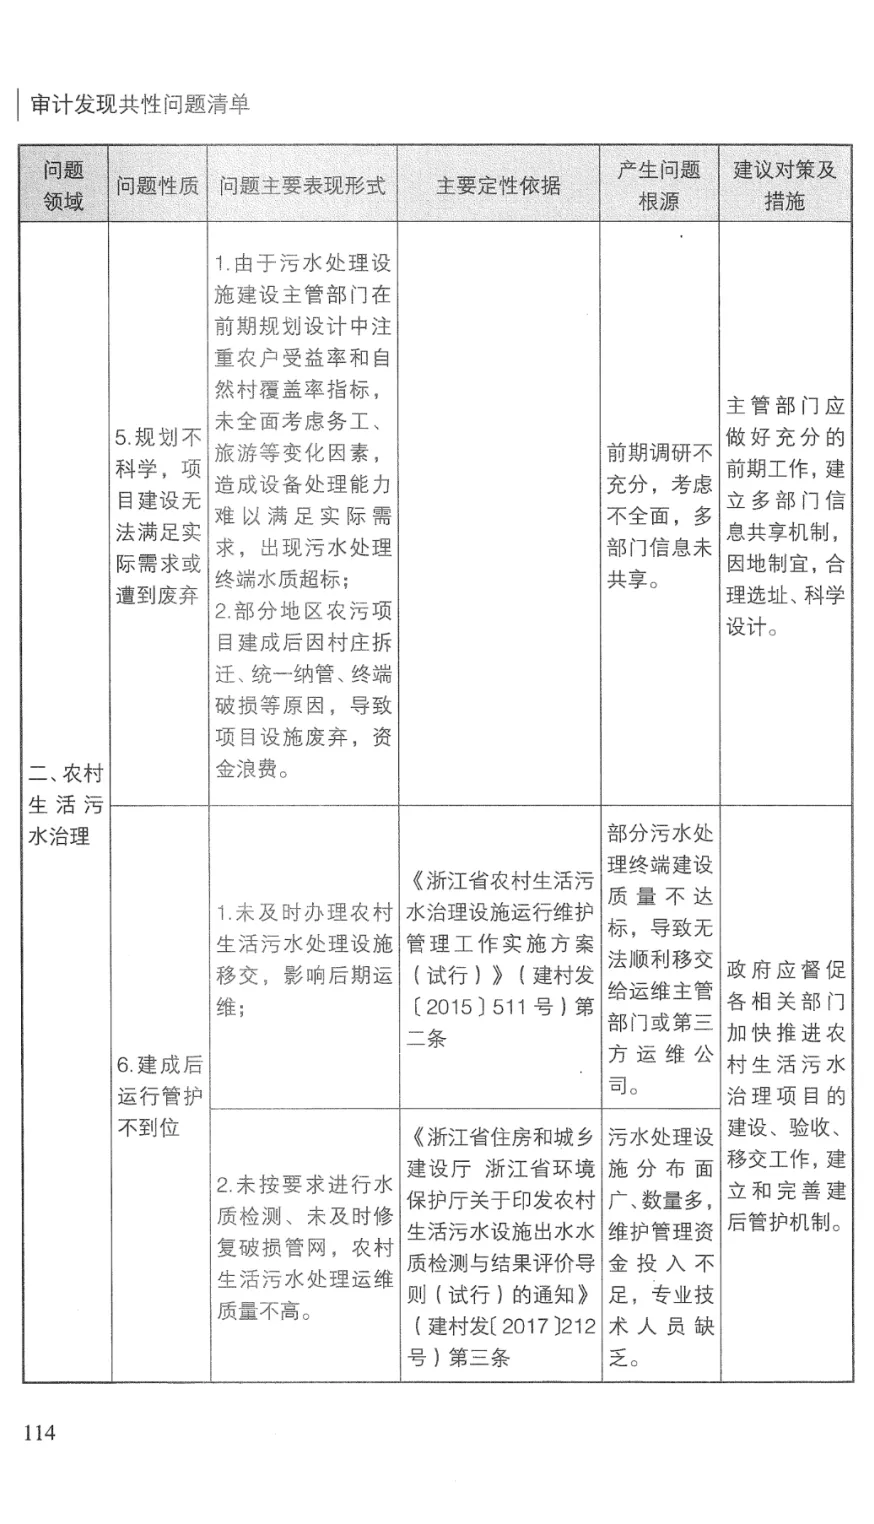 审计发现共性问题清单
问题
领域
问题性质
问题主要表现形式
主要定性依据
产生问题
根源
建议对策及
措施
二、农村
生活污
水治理
5.规划不
科学，项
目建设无
法满足实
际需求或
遭到废弃
1.由于污水处理设
施建设主管部门在
前期规划设计中注
重农户受益率和自
然村覆盖率指标，
未全面考虑务工、
旅游等变化因素，
造成设备处理能力
难以满足实际需
求，出现污水处理
终端水质超标；
2.部分地区农污项
目建成后因村庄拆
迁、统一纳管、终端
破损等原因，导致
项目设施废弃，资
金浪费。
前期调研不
充分，考虑
不全面，多
部门信息未
共享。
主管部门应
做好充分的
前期工作，建
立多部门信
息共享机制，
因地制宜，合
理选址、科学
设计。
6.建成后
运行管护
不到位
1.未及时办理农村
生活污水处理设施
移交，影响后期运
维；
《浙江省农村生活污
水治理设施运行维护
管理工作实施方案
（试行）》（建村发
〔2015〕511号）第
二条
部分污水处
理终端建设
质量不达
标，导致无
法顺利移交
给运维主管
部门或第三
方运维公
司。
政府应督促
各相关部门
加快推进农
村生活污水
治理项目的
建设、验收、
移交工作，建
立和完善建
后管护机制。
2.未按要求进行水
质检测、未及时修
复破损管网，农村
生活污水处理运维
质量不高。
《浙江省住房和城乡
建设厅 浙江省环境
保护厅关于印发农村
生活污水设施出水水
质检测与结果评价导
则（试行）的通知》
（建村发〔2017〕212
号）第三条
污水处理设
施分布面
广、数量多，
维护管理资
金投入不
足，专业技
术人员缺
乏。
114